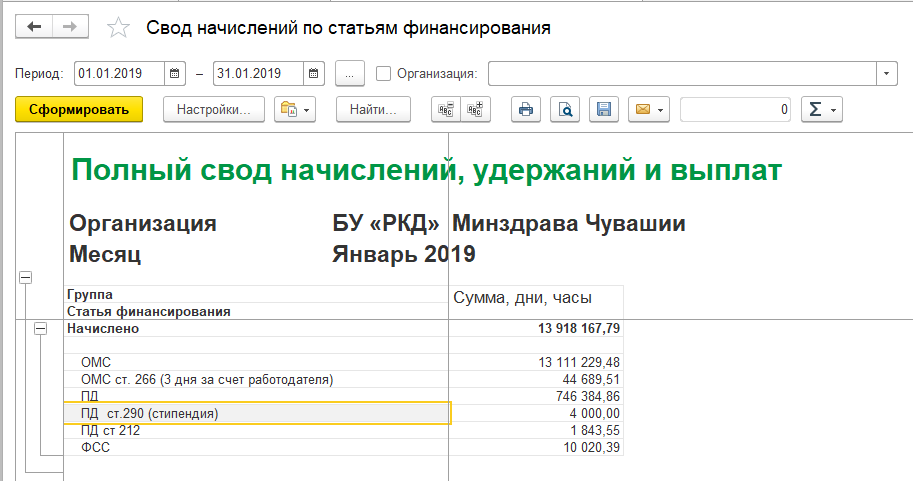 Свод начислений по статьям финансирования
Период: 01.01.2019 – 31.01.2019 ... Организация:
Сформировать Настройки... Найти... 0 Σ
Полный свод начислений, удержаний и выплат
Организация БУ «РКД» Минздрава Чувашии
Месяц Январь 2019
Группа Сумма, дни, часы
Статья финансирования
Начислено 13 918 167,79
ОМС 13 111 229,48
ОМС ст. 266 (3 дня за счет работодателя) 44 689,51
ПД 746 384,86
ПД ст.290 (стипендия) 4 000,00
ПД ст 212 1 843,55
ФСС 10 020,39